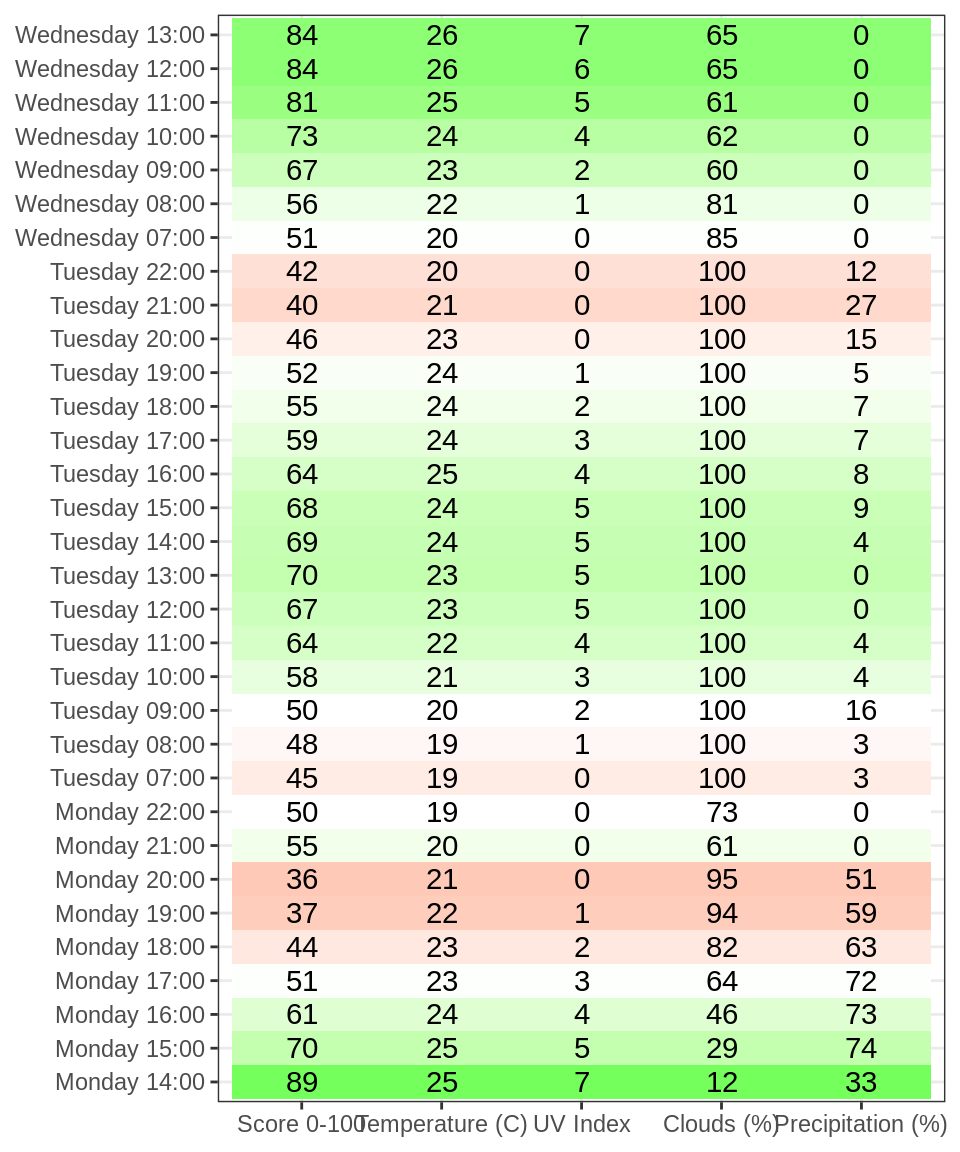 Wednesday 13:00 84 26 7 65 0
Wednesday 12:00 84 26 6 65 0
Wednesday 11:00 81 25 5 61 0
Wednesday 10:00 73 24 4 62 0
Wednesday 09:00 67 23 2 60 0
Wednesday 08:00 56 22 1 81 0
Wednesday 07:00 51 20 0 85 0
Tuesday 22:00 42 20 0 100 12
Tuesday 21:00 40 21 0 100 27
Tuesday 20:00 46 23 0 100 15
Tuesday 19:00 52 24 1 100 5
Tuesday 18:00 55 24 2 100 7
Tuesday 17:00 59 24 3 100 7
Tuesday 16:00 64 25 4 100 8
Tuesday 15:00 68 24 5 100 9
Tuesday 14:00 69 24 5 100 4
Tuesday 13:00 70 23 5 100 0
Tuesday 12:00 67 23 5 100 0
Tuesday 11:00 64 22 4 100 4
Tuesday 10:00 58 21 3 100 4
Tuesday 09:00 50 20 2 100 16
Tuesday 08:00 48 19 1 100 3
Tuesday 07:00 45 19 0 100 3
Monday 22:00 50 19 0 73 0
Monday 21:00 55 20 0 61 0
Monday 20:00 36 21 0 95 51
Monday 19:00 37 22 1 94 59
Monday 18:00 44 23 2 82 63
Monday 17:00 51 23 3 64 72
Monday 16:00 61 24 4 46 73
Monday 15:00 70 25 5 29 74
Monday 14:00 89 25 7 12 33
Score 0-100 Temperature (C) UV Index Clouds (%) Precipitation (%)